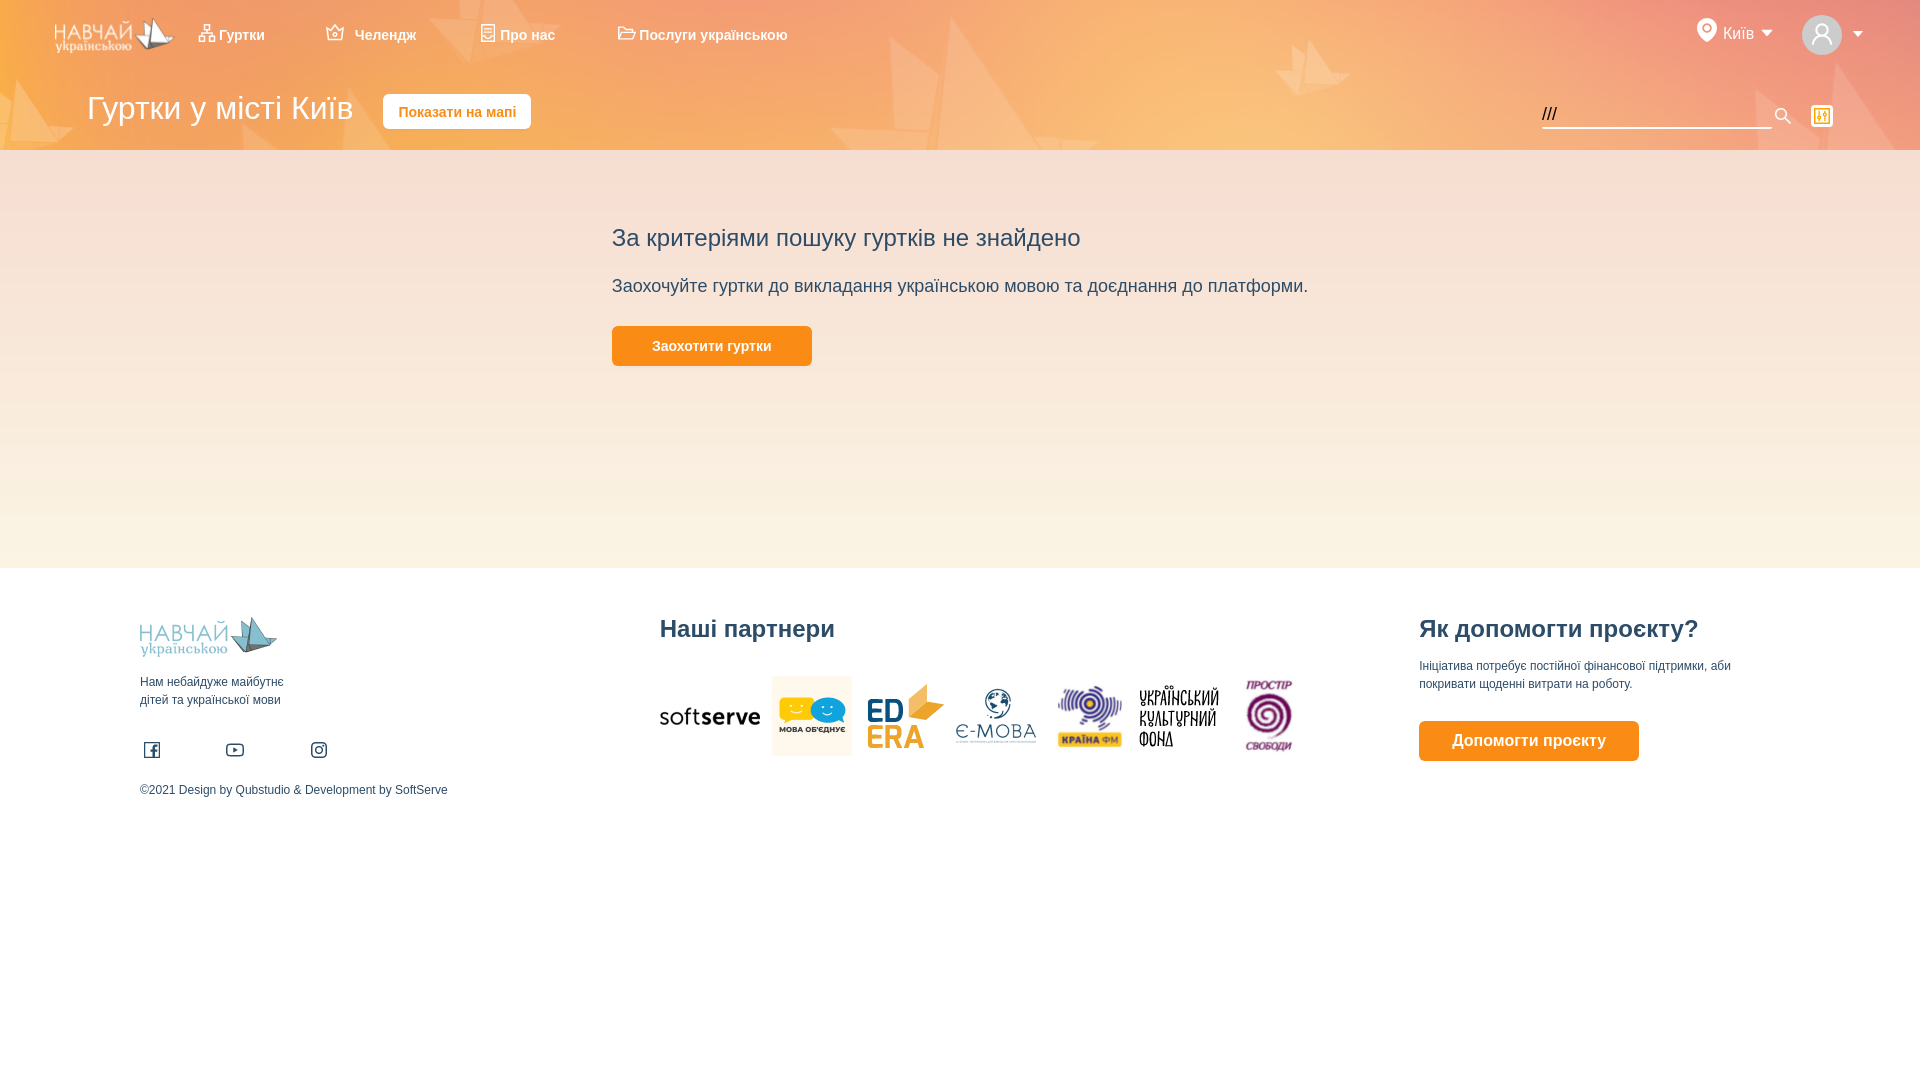 НАВЧАЙ
українською
Гуртки
Челендж
Про нас
Послуги українською
Київ
Гуртки у місті Київ
Показати на мапі
///
За критеріями пошуку гуртків не знайдено
Заохочуйте гуртки до викладання українською мовою та доєднання до платформи.
Заохотити гуртки
НАВЧАЙ
українською
Нам небайдуже майбутнє
дітей та української мови
©2021 Design by Qubstudio & Development by SoftServe
Наші партнери
softserve
МОВА ОБ'ЄДНУЄ
ED
ERA
Є-МОВА
КРАЇНА ФМ
УКРАЇНСЬКИЙ
КУЛЬТУРНИЙ
ФОНД
ПРОСТІР
СВОБОДИ
Як допомогти проєкту?
Ініціатива потребує постійної фінансової підтримки, аби
покривати щоденні витрати на роботу.
Допомогти проєкту